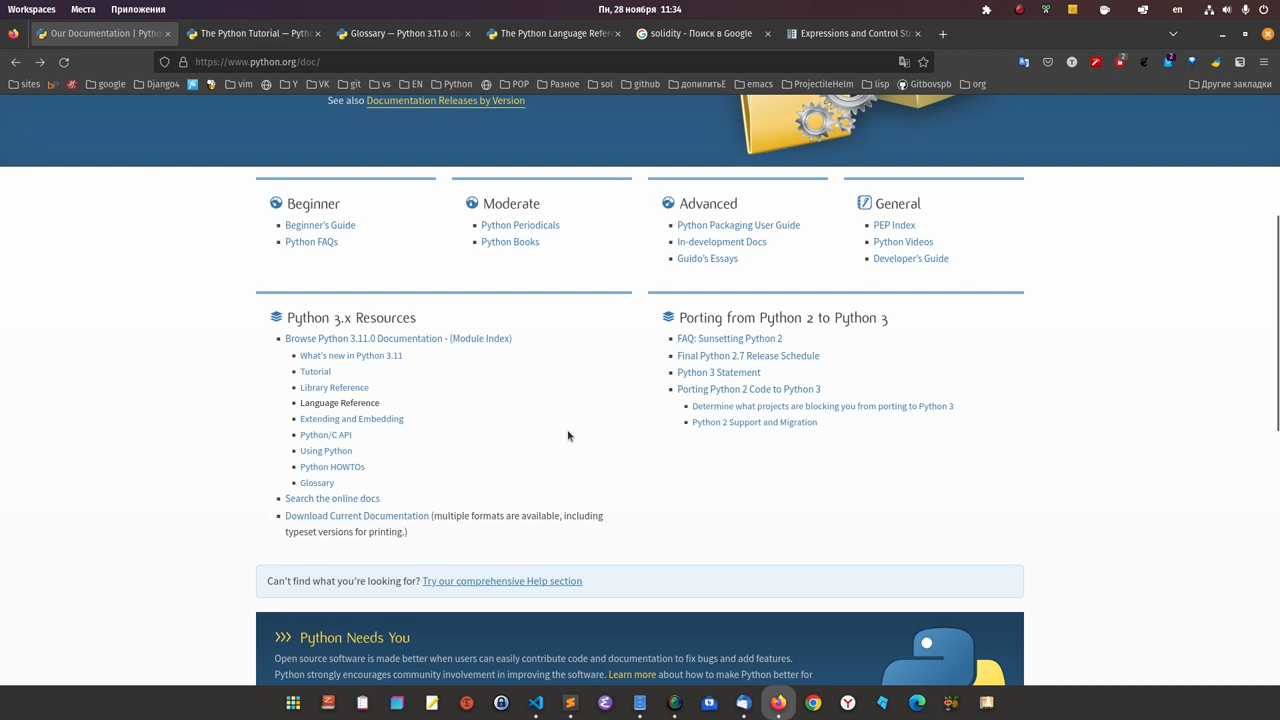 Workspaces Места Приложения Пн, 28 ноября 11:34 en
Our Documentation | Pytho The Python Tutorial — Pyth Glossary — Python 3.11.0 do The Python Language Refer solidity - Поиск в Google Expressions and Control St
https://www.python.org/doc/
sites google Django4 vim Y VK git vs EN Python POP Разное sol github допилитьЕ emacs ProjectileHelm lisp Gitbovspb org Другие закладки
See also Documentation Releases by Version
Beginner
Beginner's Guide
Python FAQs
Moderate
Python Periodicals
Python Books
Advanced
Python Packaging User Guide
In-development Docs
Guido's Essays
General
PEP Index
Python Videos
Developer's Guide
Python 3.x Resources
Browse Python 3.11.0 Documentation - (Module Index)
What's new in Python 3.11
Tutorial
Library Reference
Language Reference
Extending and Embedding
Python/C API
Using Python
Python HOWTOs
Glossary
Search the online docs
Download Current Documentation (multiple formats are available, including
typeset versions for printing.)
Porting from Python 2 to Python 3
FAQ: Sunsetting Python 2
Final Python 2.7 Release Schedule
Python 3 Statement
Porting Python 2 Code to Python 3
Determine what projects are blocking you from porting to Python 3
Python 2 Support and Migration
Can't find what you're looking for? Try our comprehensive Help section
>>> Python Needs You
Open source software is made better when users can easily contribute code and documentation to fix bugs and add features.
Python strongly encourages community involvement in improving the software. Learn more about how to make Python better for